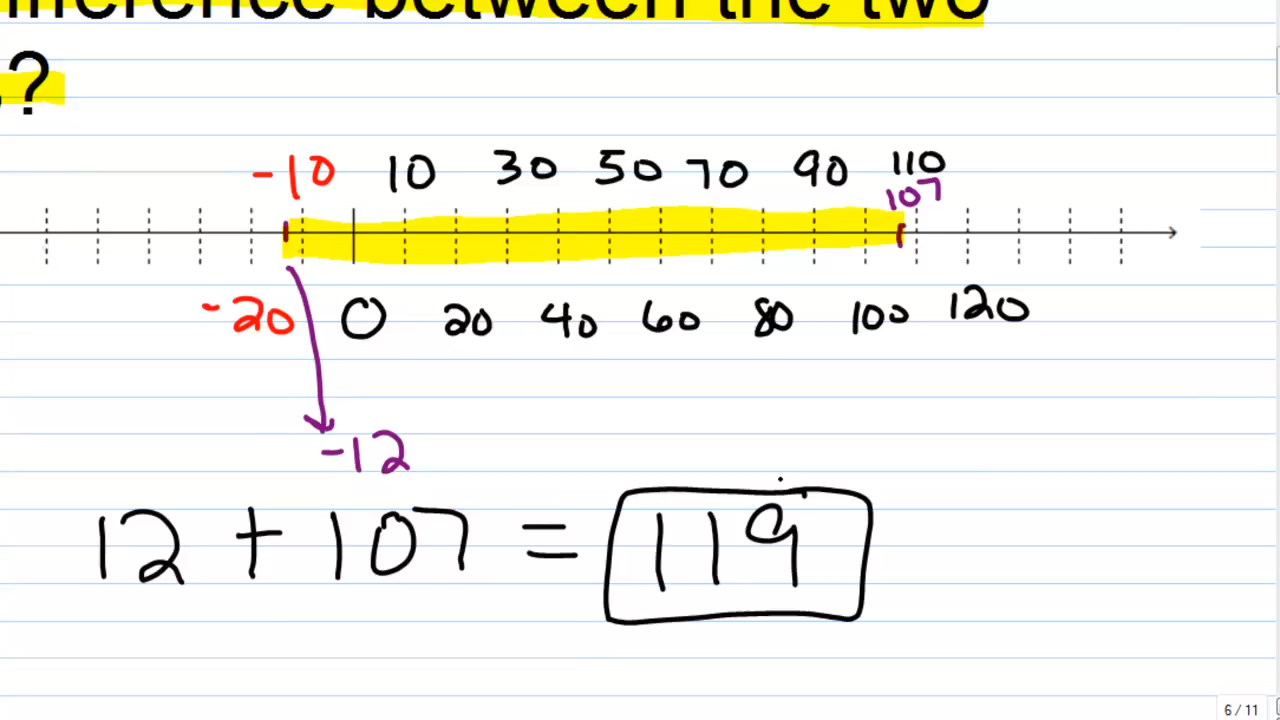 ifference between the two
s?
-10 10 30 50 70 90 110
107
-20 0 20 40 60 80 100 120
-12
12 + 107 = 119
6 / 11